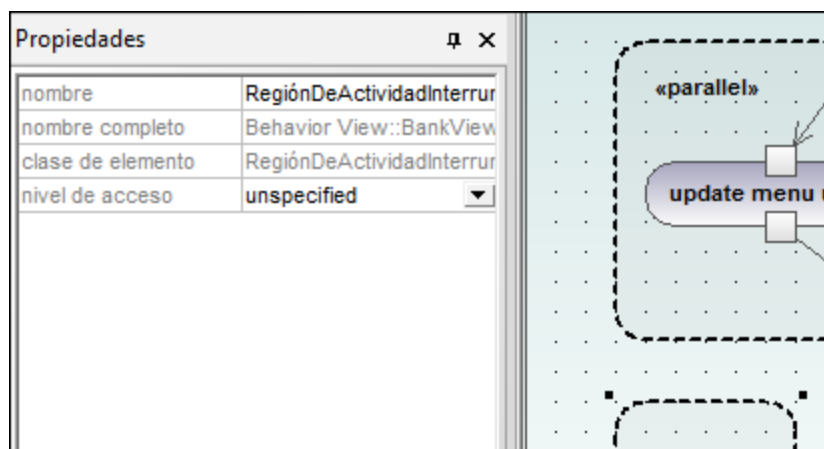 Propiedades
nombre RegiónDeActividadInterrur
nombre completo Behavior View::BankView
clase de elemento RegiónDeActividadInterrur
nivel de acceso unspecified
«parallel»
update menu